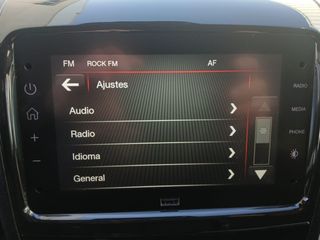 FM ROCK FM AF
Ajustes
RADIO
Audio
MEDIA
Radio
PHONE
Idioma
General